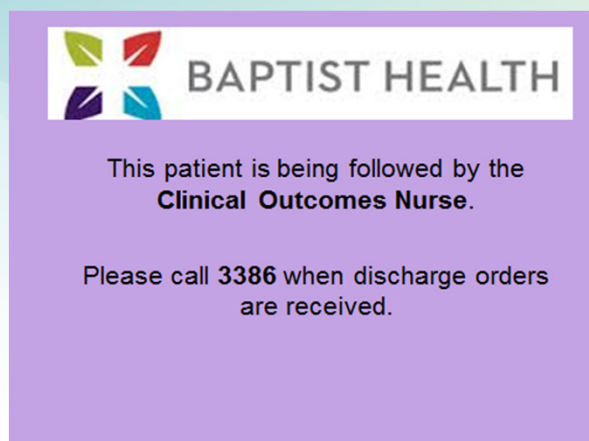 BAPTIST HEALTH
This patient is being followed by the
Clinical Outcomes Nurse.
Please call 3386 when discharge orders
are received.